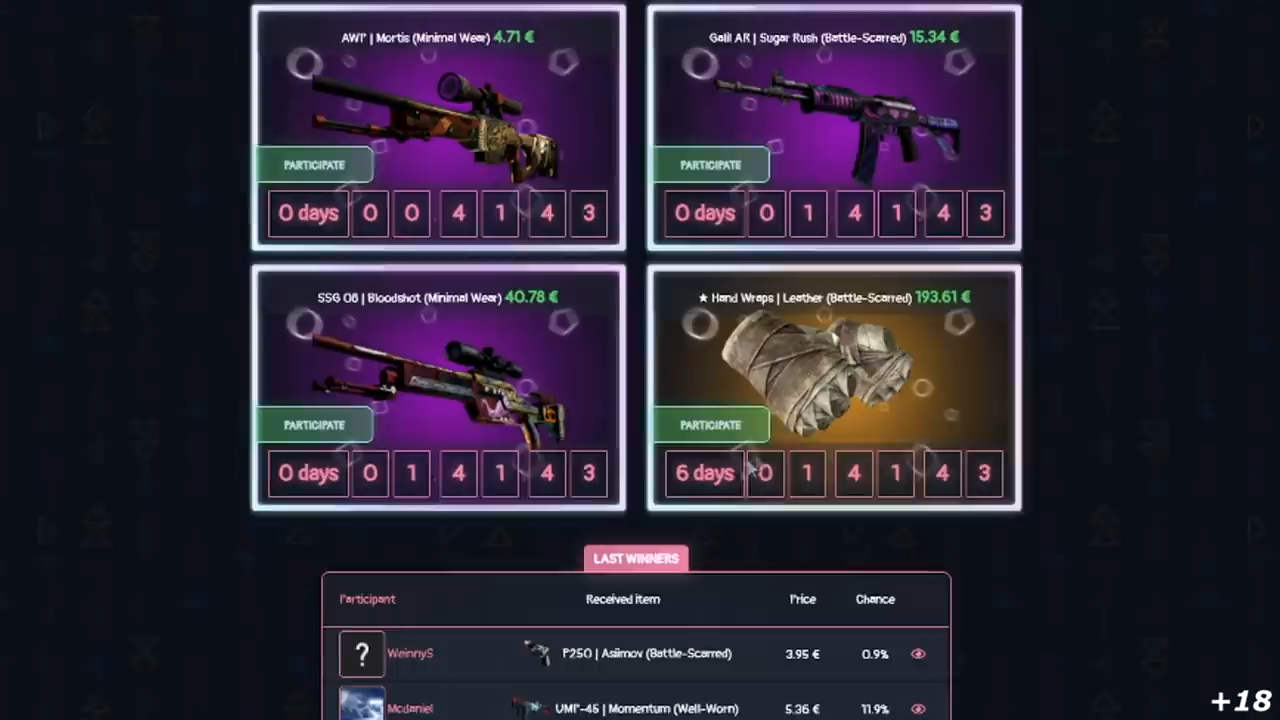 AWP | Mortis (Minimal Wear) 4.71 €
PARTICIPATE
0 days 0 0 4 1 4 3
Galil AR | Sugar Rush (Battle-Scarred) 15.34 €
PARTICIPATE
0 days 0 1 4 1 4 3
SSG 08 | Bloodshot (Minimal Wear) 40.78 €
PARTICIPATE
0 days 0 1 4 1 4 3
★ Hand Wraps | Leather (Battle-Scarred) 193.61 €
PARTICIPATE
6 days 0 1 4 1 4 3
LAST WINNERS
Participant Received item Price Chance
? WeinnyS P250 | Asiimov (Battle-Scarred) 3.95 € 0.9%
Mcdaniel UMP-45 | Momentum (Well-Worn) 5.36 € 11.9%
+18